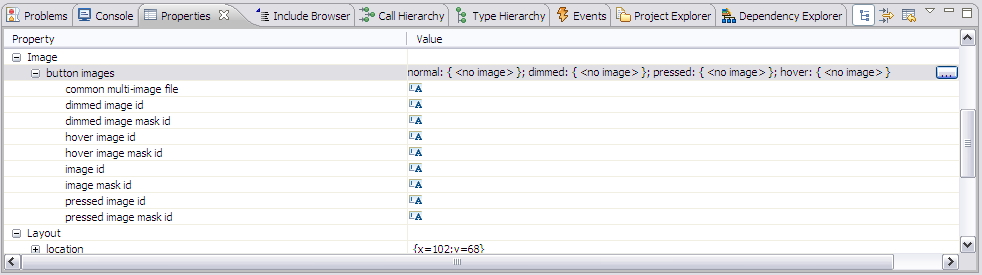 Problems Console Properties Include Browser Call Hierarchy Type Hierarchy Events Project Explorer Dependency Explorer
Property Value
Image
button images normal: { <no image> }; dimmed: { <no image> }; pressed: { <no image> }; hover: { <no image> } ...
common multi-image file A
dimmed image id A
dimmed image mask id A
hover image id A
hover image mask id A
image id A
image mask id A
pressed image id A
pressed image mask id A
Layout
location {x=102;y=68}